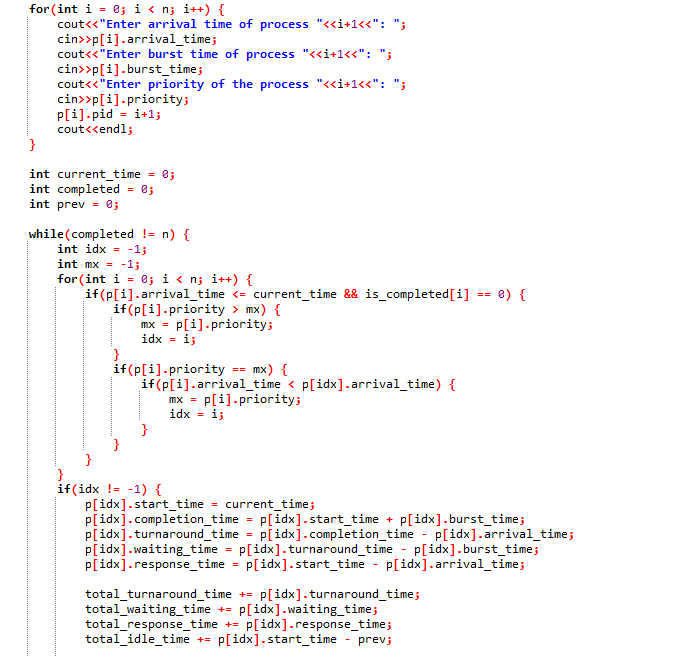 for(int i = 0; i < n; i++) {
    cout<<"Enter arrival time of process "<<i+1<<": ";
    cin>>p[i].arrival_time;
    cout<<"Enter burst time of process "<<i+1<<": ";
    cin>>p[i].burst_time;
    cout<<"Enter priority of the process "<<i+1<<": ";
    cin>>p[i].priority;
    p[i].pid = i+1;
    cout<<endl;
}

int current_time = 0;
int completed = 0;
int prev = 0;

while(completed != n) {
    int idx = -1;
    int mx = -1;
    for(int i = 0; i < n; i++) {
        if(p[i].arrival_time <= current_time && is_completed[i] == 0) {
            if(p[i].priority > mx) {
                mx = p[i].priority;
                idx = i;
            }
            if(p[i].priority == mx) {
                if(p[i].arrival_time < p[idx].arrival_time) {
                    mx = p[i].priority;
                    idx = i;
                }
            }
        }
    }
    if(idx != -1) {
        p[idx].start_time = current_time;
        p[idx].completion_time = p[idx].start_time + p[idx].burst_time;
        p[idx].turnaround_time = p[idx].completion_time - p[idx].arrival_time;
        p[idx].waiting_time = p[idx].turnaround_time - p[idx].burst_time;
        p[idx].response_time = p[idx].start_time - p[idx].arrival_time;

        total_turnaround_time += p[idx].turnaround_time;
        total_waiting_time += p[idx].waiting_time;
        total_response_time += p[idx].response_time;
        total_idle_time += p[idx].start_time - prev;